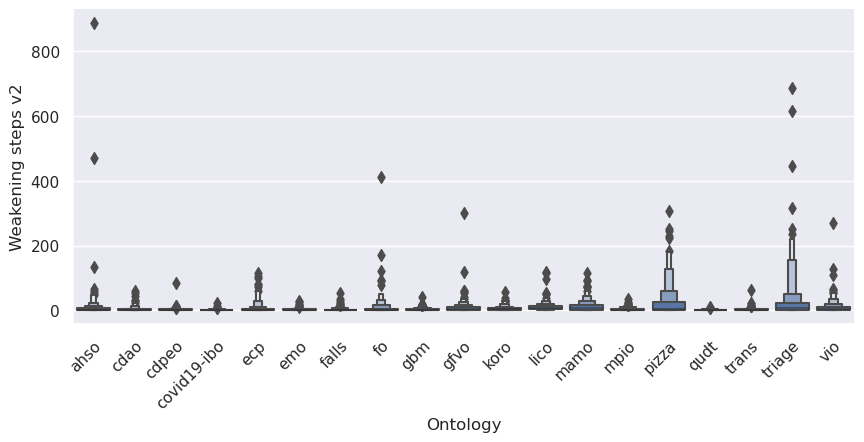 Weakening steps v2
800
600
400
200
0
ahso
cdao
cdpeo
covid19-ibo
ecp
emo
falls
fo
gbm
gfvo
koro
lico
mamo
mpio
pizza
qudt
trans
triage
vio
Ontology